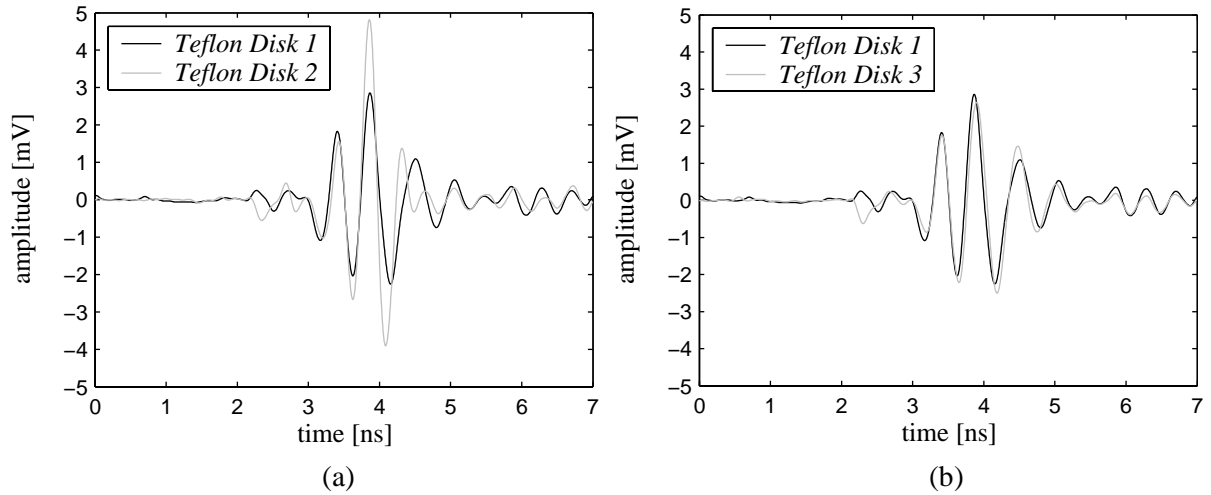 5
4
3
2
1
0
−1
−2
−3
−4
−5
amplitude [mV]
Teflon Disk 1
Teflon Disk 2
0 1 2 3 4 5 6 7
time [ns]
(a)
5
4
3
2
1
0
−1
−2
−3
−4
−5
amplitude [mV]
Teflon Disk 1
Teflon Disk 3
0 1 2 3 4 5 6 7
time [ns]
(b)